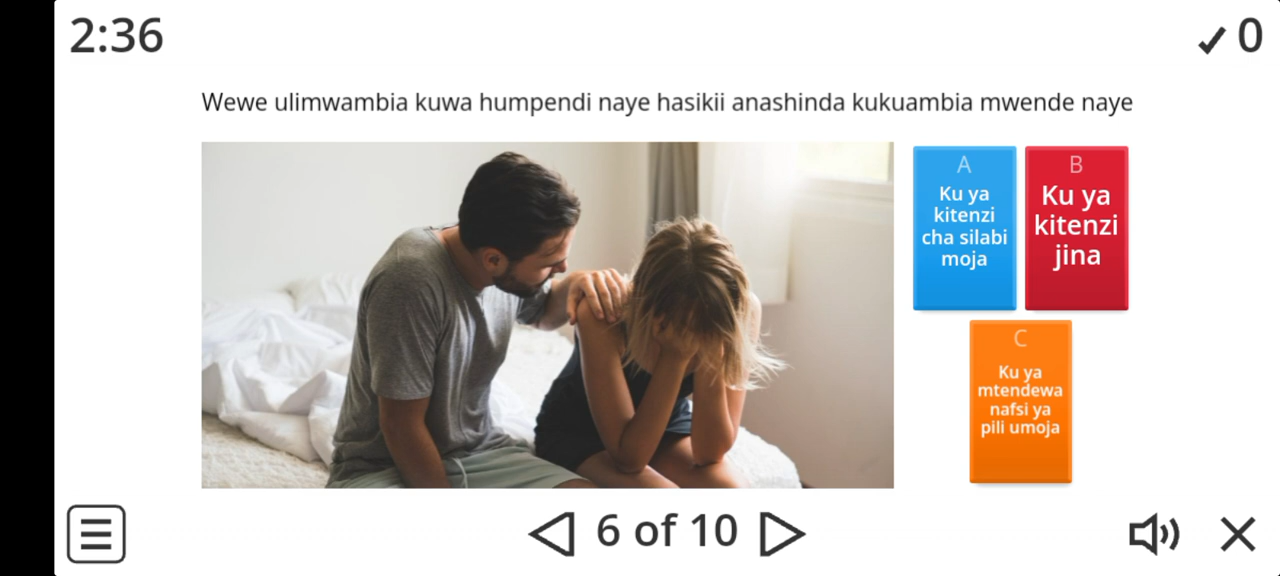 2:36
✓ 0
Wewe ulimwambia kuwa humpendi naye hasikii anashinda kukuambia mwende naye
A
Ku ya
kitenzi
cha silabi
moja
B
Ku ya
kitenzi
jina
C
Ku ya
mtendewa
nafsi ya
pili umoja
6 of 10